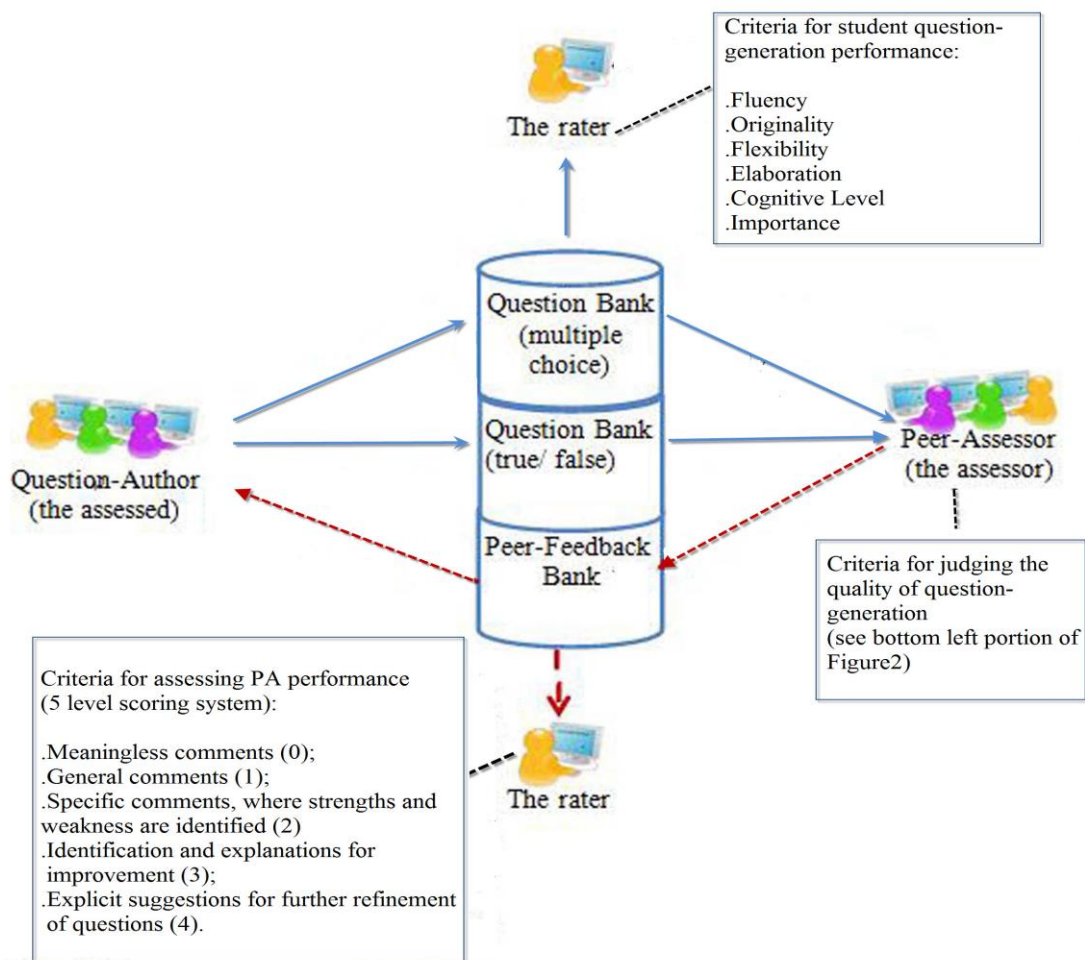 Criteria for student question-
generation performance:
.Fluency
.Originality
.Flexibility
.Elaboration
.Cognitive Level
.Importance
The rater
Question Bank
(multiple
choice)
Question Bank
(true/ false)
Peer-Feedback
Bank
Question-Author
(the assessed)
Peer-Assessor
(the assessor)
Criteria for judging the
quality of question-
generation
(see bottom left portion of
Figure2)
Criteria for assessing PA performance
(5 level scoring system):
.Meaningless comments (0);
.General comments (1);
.Specific comments, where strengths and
weakness are identified (2)
.Identification and explanations for
improvement (3);
.Explicit suggestions for further refinement
of questions (4).
The rater